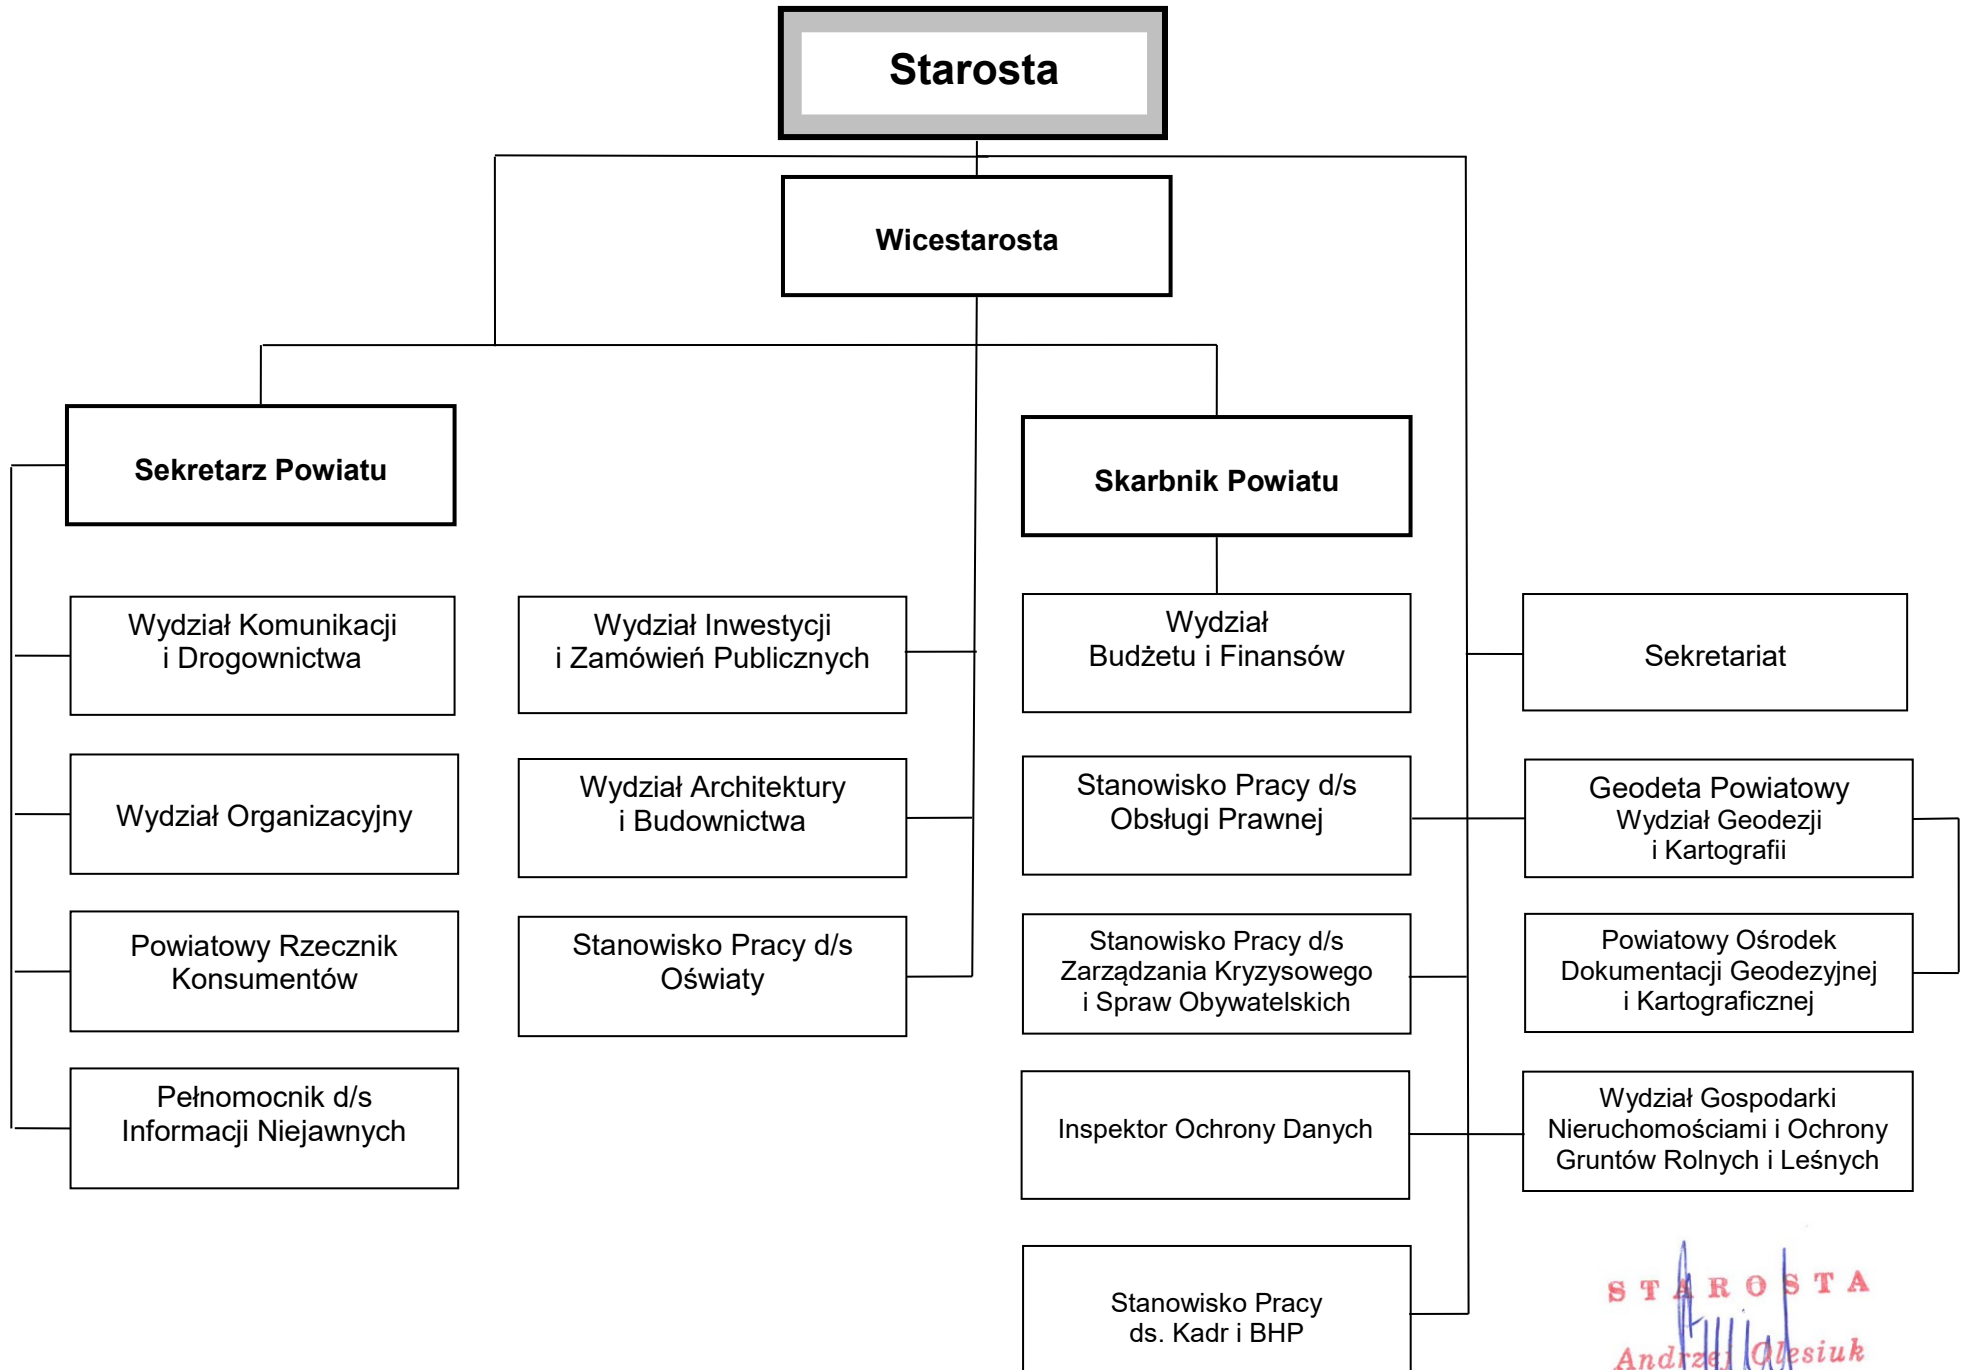 Starosta
Wicestarosta
Sekretarz Powiatu
Skarbnik Powiatu
Wydział Komunikacji
i Drogownictwa
Wydział Inwestycji
i Zamówień Publicznych
Wydział
Budżetu i Finansów
Sekretariat
Wydział Organizacyjny
Wydział Architektury
i Budownictwa
Stanowisko Pracy d/s
Obsługi Prawnej
Geodeta Powiatowy
Wydział Geodezji
i Kartografii
Powiatowy Rzecznik
Konsumentów
Stanowisko Pracy d/s
Oświaty
Stanowisko Pracy d/s
Zarządzania Kryzysowego
i Spraw Obywatelskich
Powiatowy Ośrodek
Dokumentacji Geodezyjnej
i Kartograficznej
Pełnomocnik d/s
Informacji Niejawnych
Inspektor Ochrony Danych
Wydział Gospodarki
Nieruchomościami i Ochrony
Gruntów Rolnych i Leśnych
Stanowisko Pracy
ds. Kadr i BHP
STAROSTA
Andrzej Olesiuk